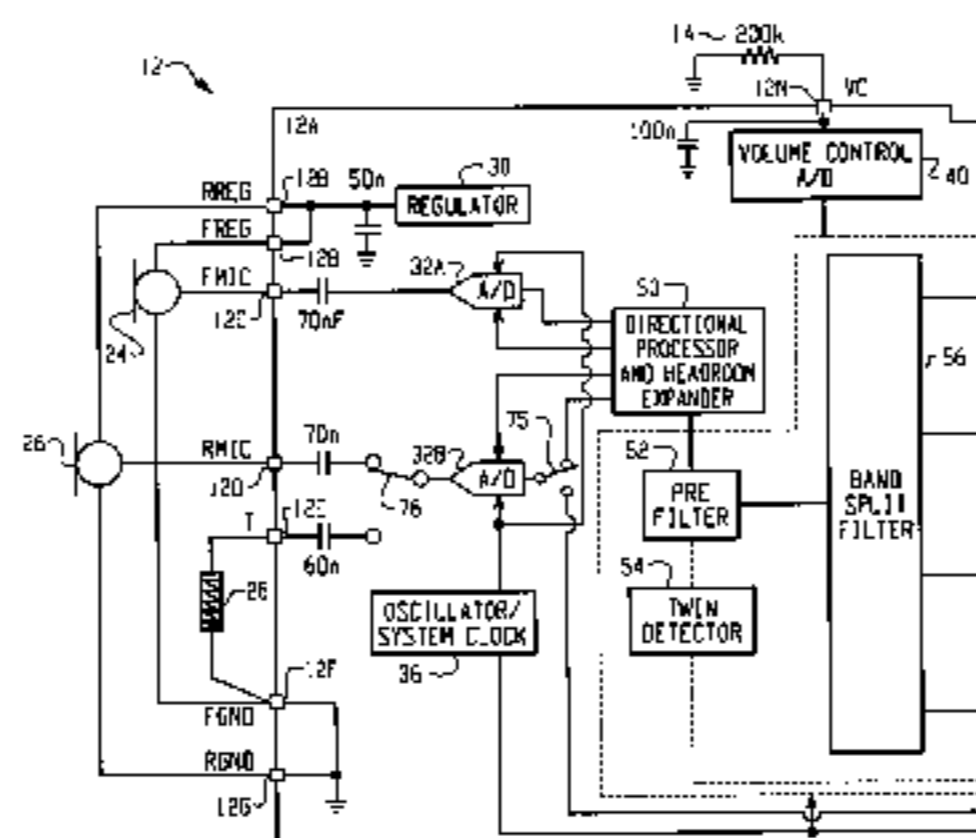 14 200k
12
12N VC
12A
100n
VOLUME CONTROL
A/D
40
RREG 12B 50n 30
REGULATOR
FREG
12B
FMIC 32A
A/D
12C 70nF
24
50
DIRECTIONAL
PROCESSOR
AND HEADROOM
EXPANDER
56
26 RMIC 70n 32B 75
A/D
12D 76
52
PRE
FILTER
BAND
SPLIT
FILTER
T 12E
60n
54
TWIN
DETECTOR
28
OSCILLATOR/
SYSTEM CLOCK
36
12F
FGND
RGND
12G